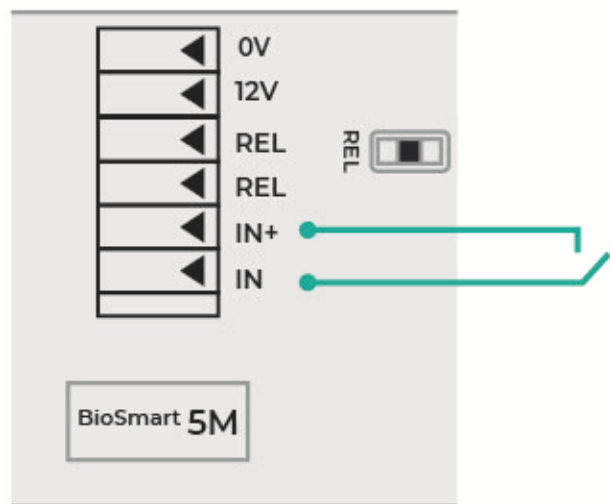 0V
12V
REL
REL
REL
IN+
IN
BioSmart 5M